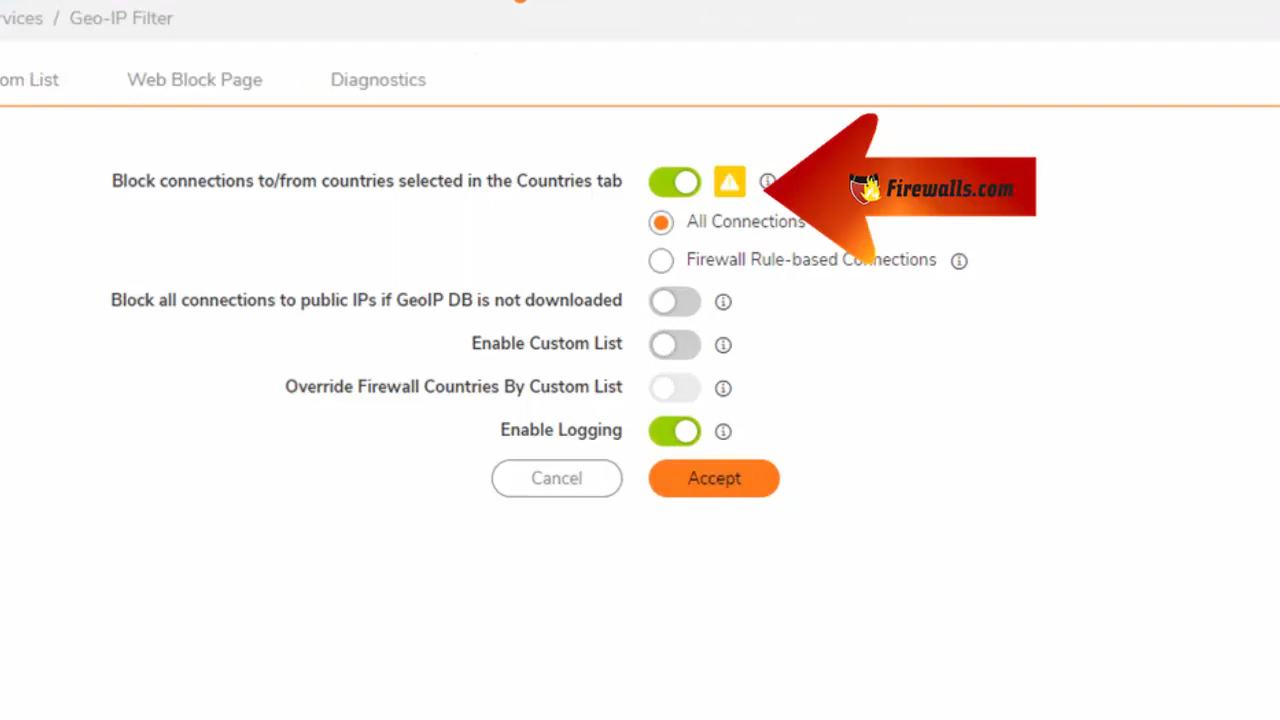 rvices / Geo-IP Filter
om List Web Block Page Diagnostics
Block connections to/from countries selected in the Countries tab
Firewalls.com
All Connections
Firewall Rule-based Connections
Block all connections to public IPs if GeoIP DB is not downloaded
Enable Custom List
Override Firewall Countries By Custom List
Enable Logging
Cancel Accept